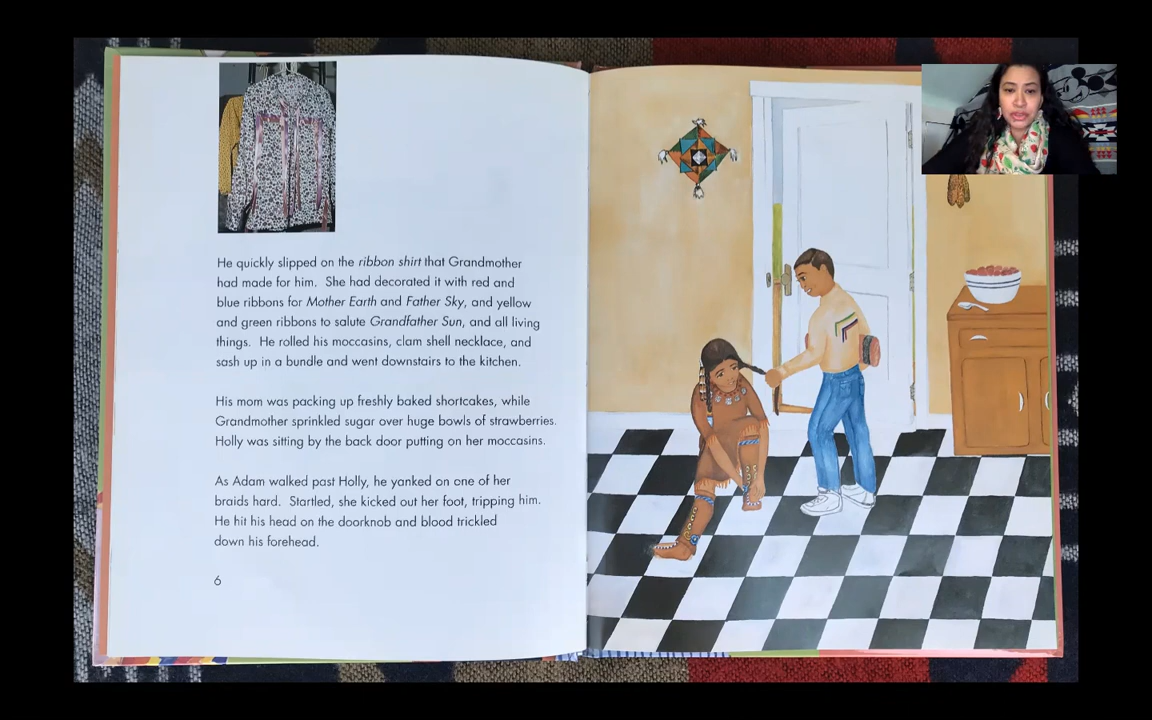 He quickly slipped on the ribbon shirt that Grandmother
had made for him. She had decorated it with red and
blue ribbons for Mother Earth and Father Sky, and yellow
and green ribbons to salute Grandfather Sun, and all living
things. He rolled his moccasins, clam shell necklace, and
sash up in a bundle and went downstairs to the kitchen.
His mom was packing up freshly baked shortcakes, while
Grandmother sprinkled sugar over huge bowls of strawberries.
Holly was sitting by the back door putting on her moccasins.
As Adam walked past Holly, he yanked on one of her
braids hard. Startled, she kicked out her foot, tripping him.
He hit his head on the doorknob and blood trickled
down his forehead.
6